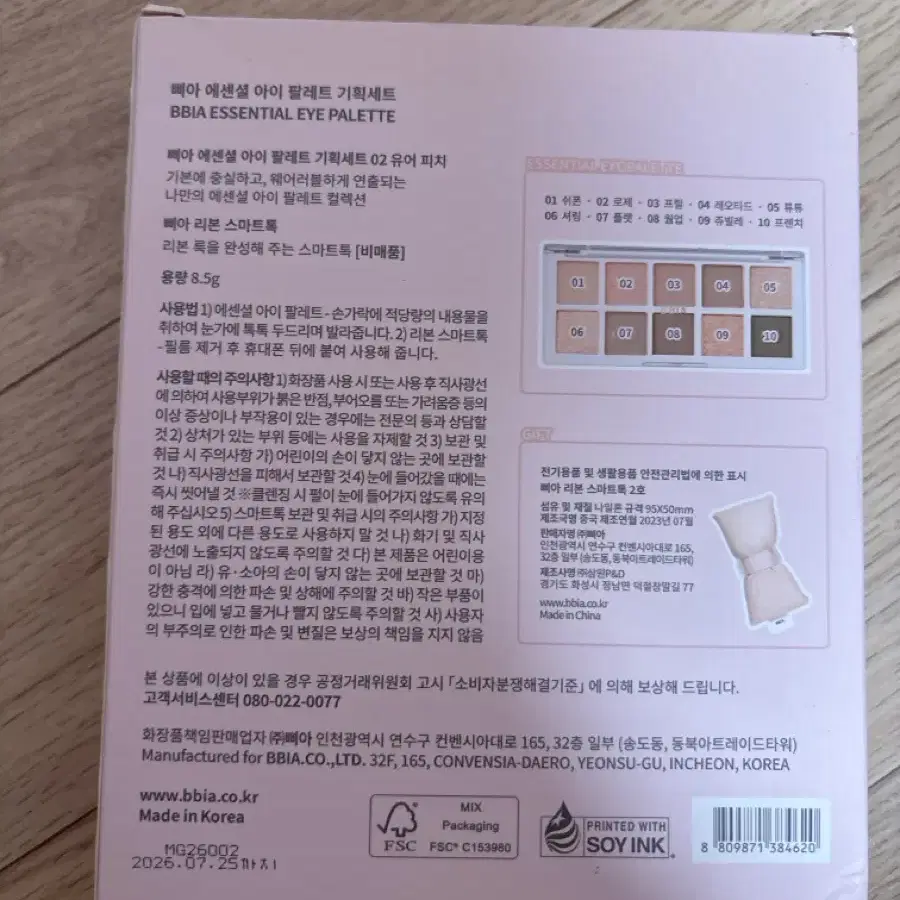 삐아 에센셜 아이 팔레트 기획세트
BBIA ESSENTIAL EYE PALETTE
삐아 에센셜 아이 팔레트 기획세트 02 유어 피치
기본에 충실하고, 웨어러블하게 연출되는
나만의 에센셜 아이 팔레트 컬렉션
삐아 리본 스마트톡
리본 룩을 완성해 주는 스마트톡 [비매품]
용량 8.5g
사용법 1) 에센셜 아이 팔레트 - 손가락에 적당량의 내용물을
취하여 눈가에 톡톡 두드리며 발라줍니다. 2) 리본 스마트톡
- 필름 제거 후 휴대폰 뒤에 붙여 사용해 줍니다.
사용할 때의 주의사항 1) 화장품 사용 시 또는 사용 후 직사광선
에 의하여 사용부위가 붉은 반점, 부어오름 또는 가려움증 등의
이상 증상이나 부작용이 있는 경우에는 전문의 등과 상담할
것 2) 상처가 있는 부위 등에는 사용을 자제할 것 3) 보관 및
취급 시 주의사항 가) 어린이의 손이 닿지 않는 곳에 보관할
것 나) 직사광선을 피해서 보관할 것 4) 눈에 들어갔을 때에는
즉시 씻어낼 것 ※클렌징 시 펄이 눈에 들어가지 않도록 유의
해 주십시오 5) 스마트톡 보관 및 취급 시의 주의사항 가) 지정
된 용도 외에 다른 용도로 사용하지 말 것 나) 화기 및 직사
광선에 노출되지 않도록 주의할 것 다) 본 제품은 어린이용
이 아님 라) 유·소아의 손이 닿지 않는 곳에 보관할 것 마)
강한 충격에 의한 파손 및 상해에 주의할 것 바) 작은 부품이
있으니 입에 넣고 물거나 빨지 않도록 주의할 것 사) 사용자
의 부주의로 인한 파손 및 변질은 보상의 책임을 지지 않음
ESSENTIAL EYE PALETTE
01 쉬폰 · 02 로제 · 03 프릴 · 04 레오타드 · 05 튜튜
06 셔링 · 07 플랫 · 08 웜업 · 09 쥬빌레 · 10 프렌치
01 02 03 04 05
06 07 08 09 10
GIFT
전기용품 및 생활용품 안전관리법에 의한 표시
삐아 리본 스마트톡 2호
섬유 및 재질 나일론 규격 95X50mm
제조국명 중국 제조연월 2023년 07월
판매자명 ㈜삐아
인천광역시 연수구 컨벤시아대로 165,
32층 일부 (송도동, 동북아트레이드타워)
제조사명 ㈜상원P&D
경기도 화성시 정남면 덕절장말길 77
www.bbia.co.kr
Made in China
본 상품에 이상이 있을 경우 공정거래위원회 고시 「소비자분쟁해결기준」에 의해 보상해 드립니다.
고객서비스센터 080-022-0077
화장품책임판매업자 ㈜삐아 인천광역시 연수구 컨벤시아대로 165, 32층 일부 (송도동, 동북아트레이드타워)
Manufactured for BBIA.CO.,LTD. 32F, 165, CONVENSIA-DAERO, YEONSU-GU, INCHEON, KOREA
www.bbia.co.kr
Made in Korea
MG26002
2026.07.25까지
FSC
MIX
Packaging
FSC® C153980
PRINTED WITH
SOY INK
8 809871 384620